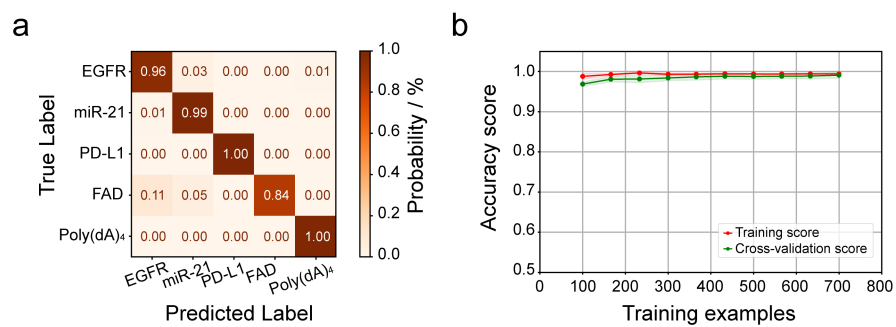 a
True Label
EGFR
miR-21
PD-L1
FAD
Poly(dA)₄
0.96 0.03 0.00 0.00 0.01
0.01 0.99 0.00 0.00 0.00
0.00 0.00 1.00 0.00 0.00
0.11 0.05 0.00 0.84 0.00
0.00 0.00 0.00 0.00 1.00
EGFR miR-21 PD-L1 FAD Poly(dA)₄
Predicted Label
1.0
0.8
0.6
0.4
0.2
0.0
Probability / %
b
Accuracy score
1.0
0.9
0.8
0.7
0.6
0.5
Training score
Cross-validation score
0 100 200 300 400 500 600 700 800
Training examples